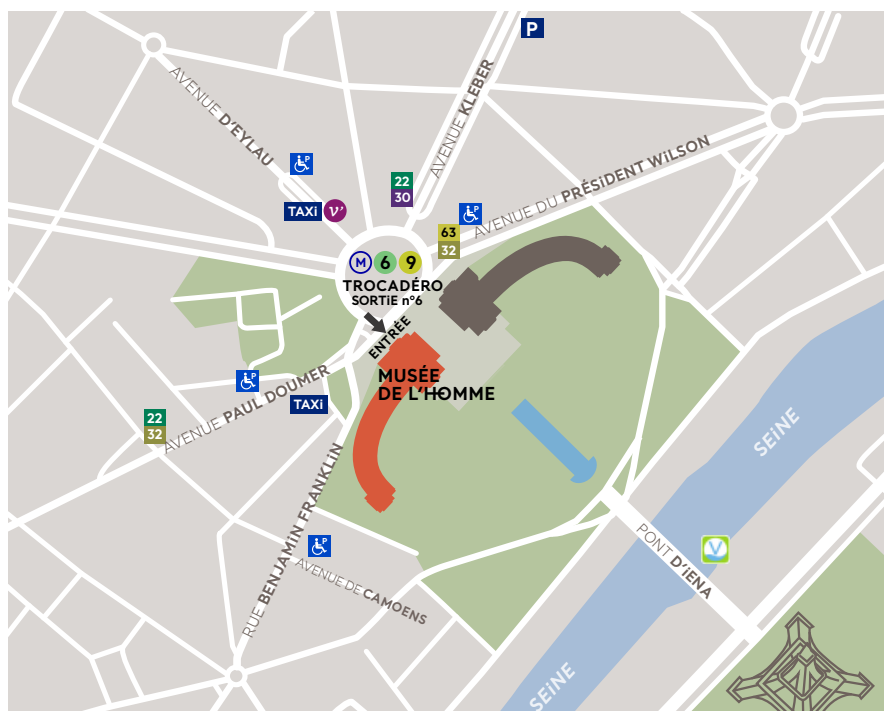 P
AVENUE D'EYLAU
AVENUE KLEBER
AVENUE DU PRÉSiDENT WiLSON
P
22
30
TAXi
V'
P
63
32
M 6 9
TROCADÉRO
SORTiE n°6
ENTRÉE
MUSÉE
DE L'HOMME
P
TAXi
AVENUE PAUL DOUMER
22
32
SEiNE
RUE BENJAMiN FRANKLiN
P
AVENUE DE CAMOENS
PONT D'iENA
V
SEiNE